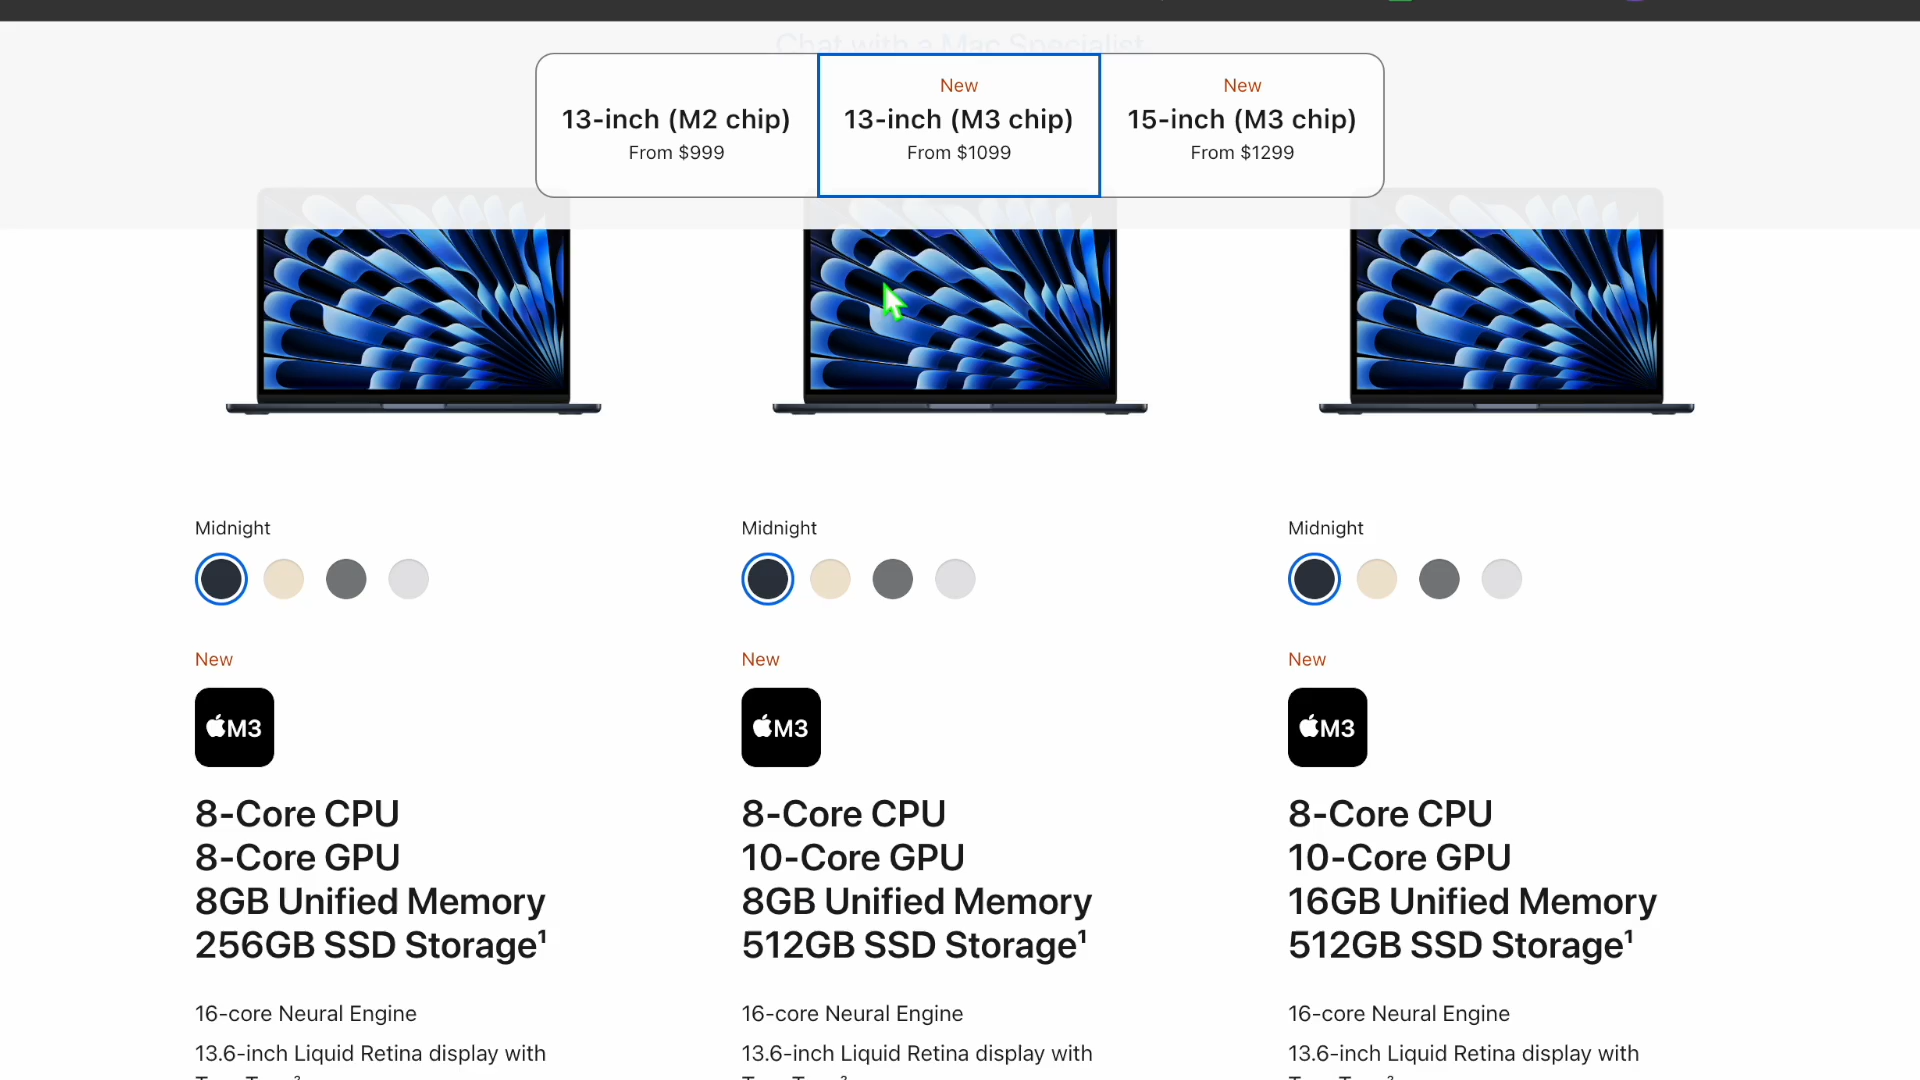 Chat with a Mac Specialist
New
New
13-inch (M2 chip)
13-inch (M3 chip)
15-inch (M3 chip)
From $999
From $1099
From $1299
Midnight
Midnight
Midnight
New
New
New
M3
M3
M3
8-Core CPU
8-Core GPU
8GB Unified Memory
256GB SSD Storage¹
8-Core CPU
10-Core GPU
8GB Unified Memory
512GB SSD Storage¹
8-Core CPU
10-Core GPU
16GB Unified Memory
512GB SSD Storage¹
16-core Neural Engine
13.6-inch Liquid Retina display with
16-core Neural Engine
13.6-inch Liquid Retina display with
16-core Neural Engine
13.6-inch Liquid Retina display with